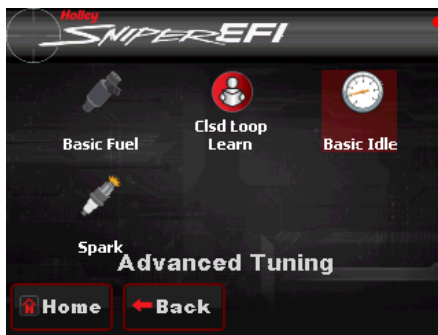 Holley
SNIPER EFI
Basic Fuel
Clsd Loop
Learn
Basic Idle
Spark
Advanced Tuning
Home
Back